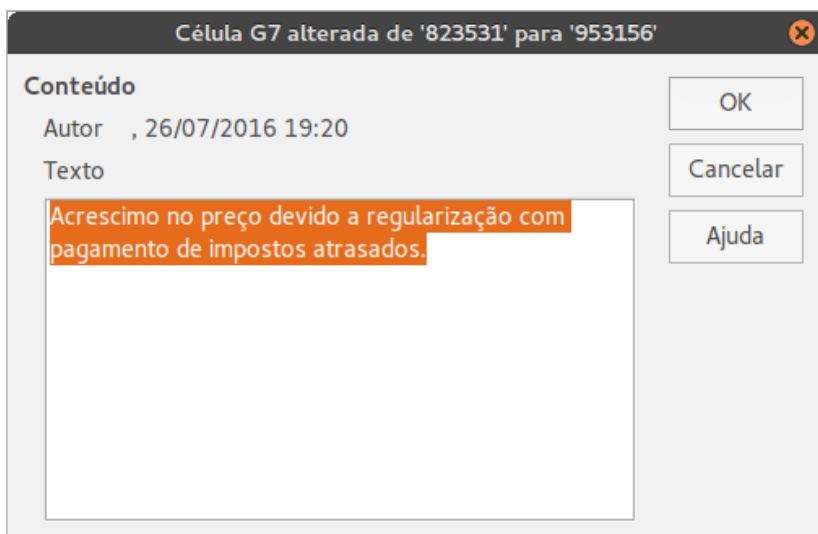 Célula G7 alterada de '823531' para '953156'
Conteúdo
Autor , 26/07/2016 19:20
Texto
Acrescimo no preço devido a regularização com
pagamento de impostos atrasados.
OK
Cancelar
Ajuda